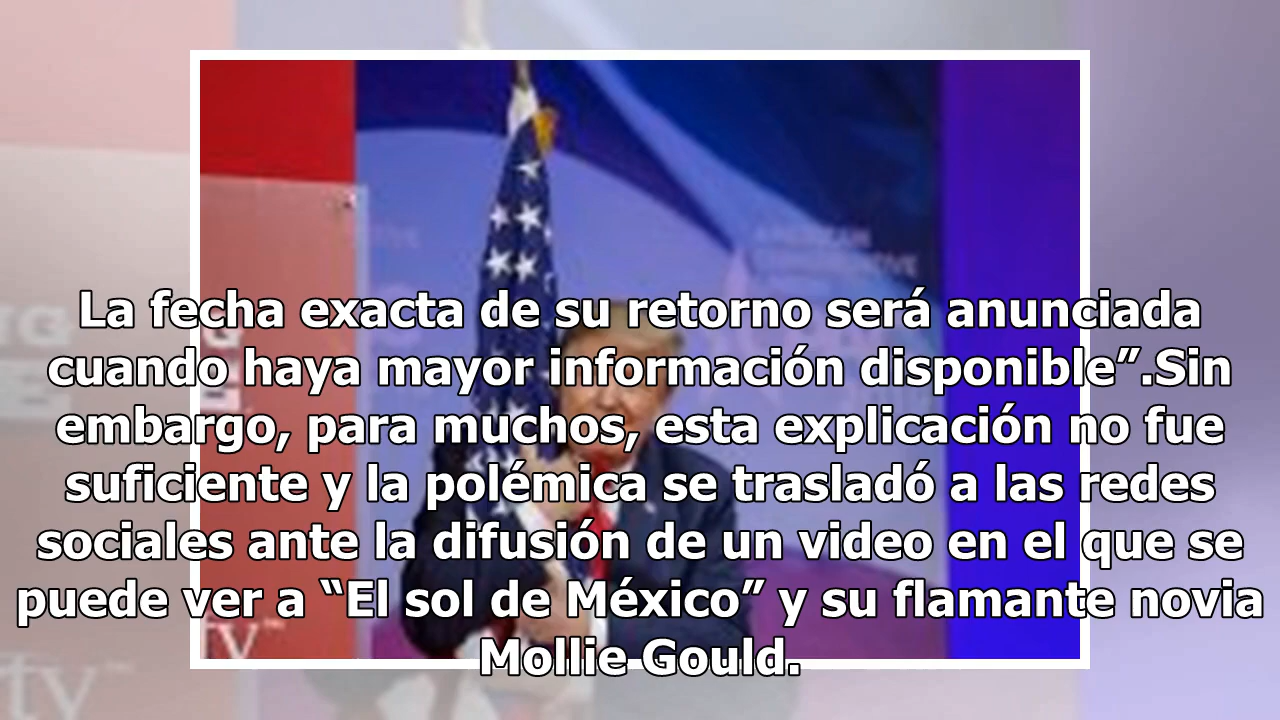 La fecha exacta de su retorno será anunciada
cuando haya mayor información disponible”.Sin
embargo, para muchos, esta explicación no fue
suficiente y la polémica se trasladó a las redes
sociales ante la difusión de un video en el que se
puede ver a “El sol de México” y su flamante novia
Mollie Gould.